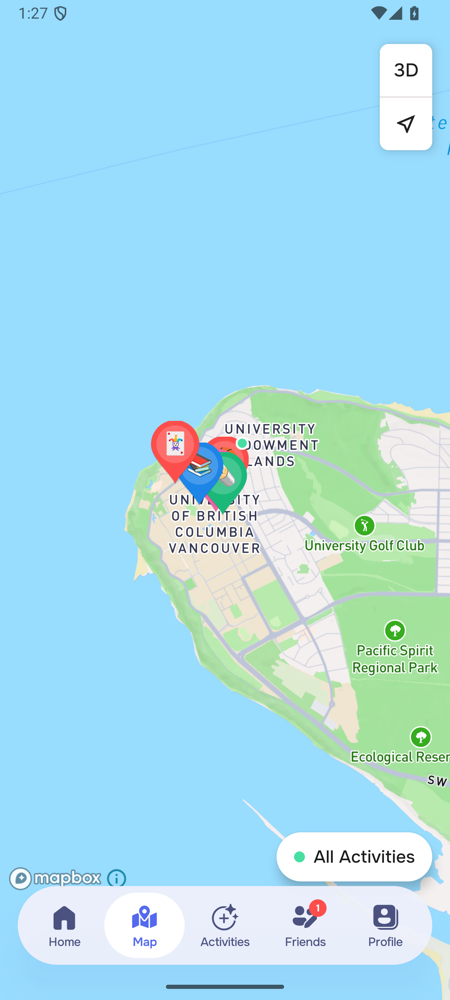 1:27
3D
UNIVERSITY
LANDS
UNIVERSITY
OF BRITISH
COLUMBIA
VANCOUVER
University Golf Club
Pacific Spirit
Regional Park
Ecological Reser
SW
All Activities
mapbox
1
Home
Map
Activities
Friends
Profile